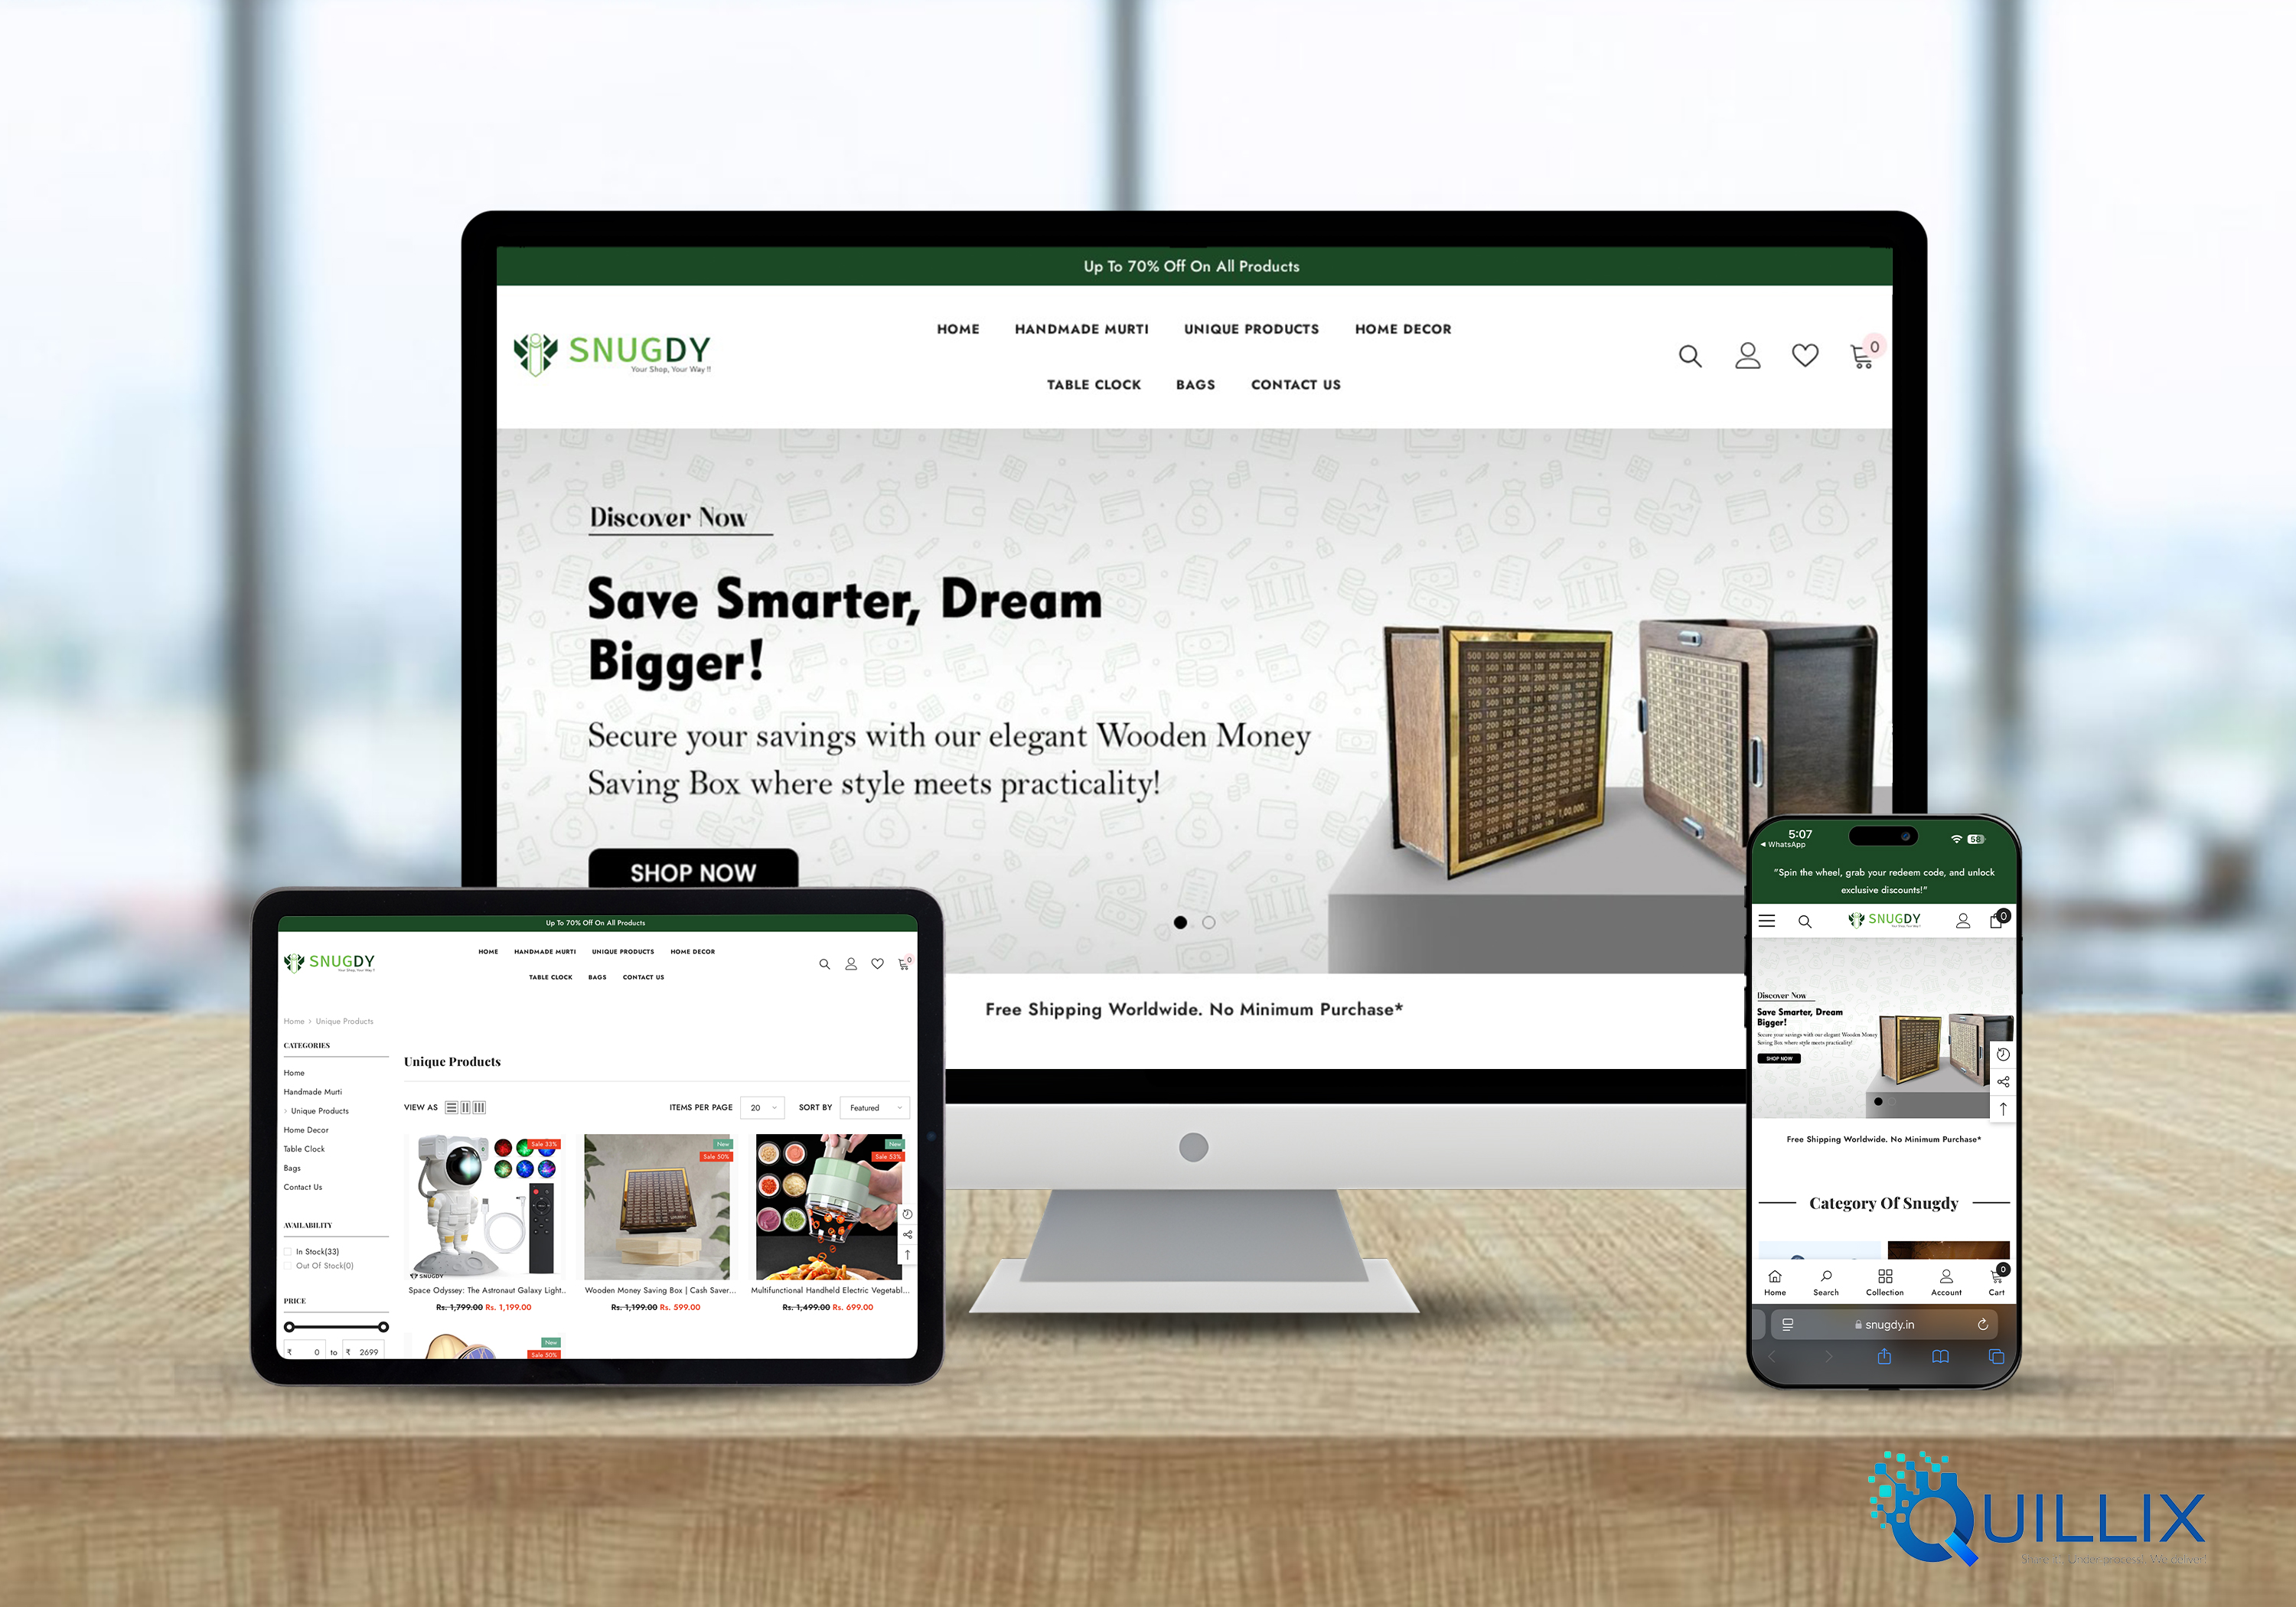 Up To 70% Off On All Products
SNUGDY
Your Shop, Your Way !!
HOME HANDMADE MURTI UNIQUE PRODUCTS HOME DECOR
TABLE CLOCK BAGS CONTACT US
0
Discover Now
Save Smarter, Dream
Bigger!
Secure your savings with our elegant Wooden Money
Saving Box where style meets practicality!
SHOP NOW
Free Shipping Worldwide. No Minimum Purchase*
Up To 70% Off On All Products
SNUGDY
Your Shop, Your Way !!
HOME HANDMADE MURTI UNIQUE PRODUCTS HOME DECOR
TABLE CLOCK BAGS CONTACT US
0
Home > Unique Products
CATEGORIES
Home
Handmade Murti
> Unique Products
Home Decor
Table Clock
Bags
Contact Us
AVAILABILITY
In Stock(33)
Out Of Stock(0)
PRICE
₹ 0 to ₹ 2699
Unique Products
VIEW AS
ITEMS PER PAGE 20 SORT BY Featured
Sale 33%
SNUGDY
Space Odyssey: The Astronaut Galaxy Light..
Rs. 1,799.00 Rs. 1,199.00
New
Sale 50%
Wooden Money Saving Box | Cash Saver...
Rs. 1,199.00 Rs. 599.00
New
Sale 53%
Multifunctional Handheld Electric Vegetabl...
Rs. 1,499.00 Rs. 699.00
New
Sale 50%
5:07
WhatsApp
"Spin the wheel, grab your redeem code, and unlock
exclusive discounts!"
SNUGDY
0
Discover Now
Save Smarter, Dream
Bigger!
Secure your savings with our elegant Wooden Money
Saving Box where style meets practicality!
SHOP NOW
Free Shipping Worldwide. No Minimum Purchase*
Category Of Snugdy
0
Home Search Collection Account Cart
snugdy.in
QUILLIX